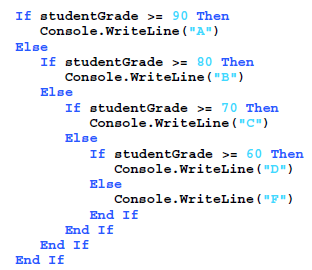 If studentGrade >= 90 Then
   Console.WriteLine("A")
Else
   If studentGrade >= 80 Then
      Console.WriteLine("B")
   Else
      If studentGrade >= 70 Then
         Console.WriteLine("C")
      Else
         If studentGrade >= 60 Then
            Console.WriteLine("D")
         Else
            Console.WriteLine("F")
         End If
      End If
   End If
End If